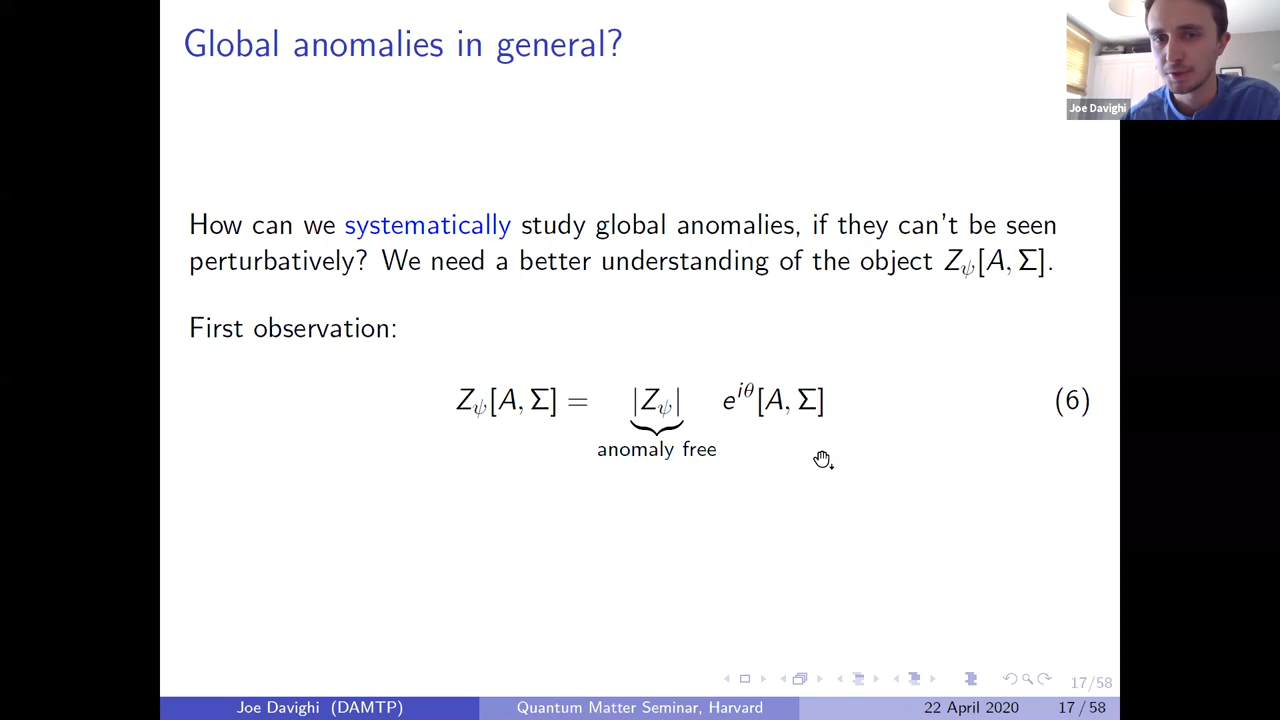 Global anomalies in general?
Joe Davighi
How can we systematically study global anomalies, if they can't be seen
perturbatively? We need a better understanding of the object Z_ψ[A, Σ].
First observation:
Z_ψ[A, Σ] = |Z_ψ| e^{iθ}[A, Σ] (6)
anomaly free
17/58
Joe Davighi (DAMTP) Quantum Matter Seminar, Harvard 22 April 2020 17 / 58